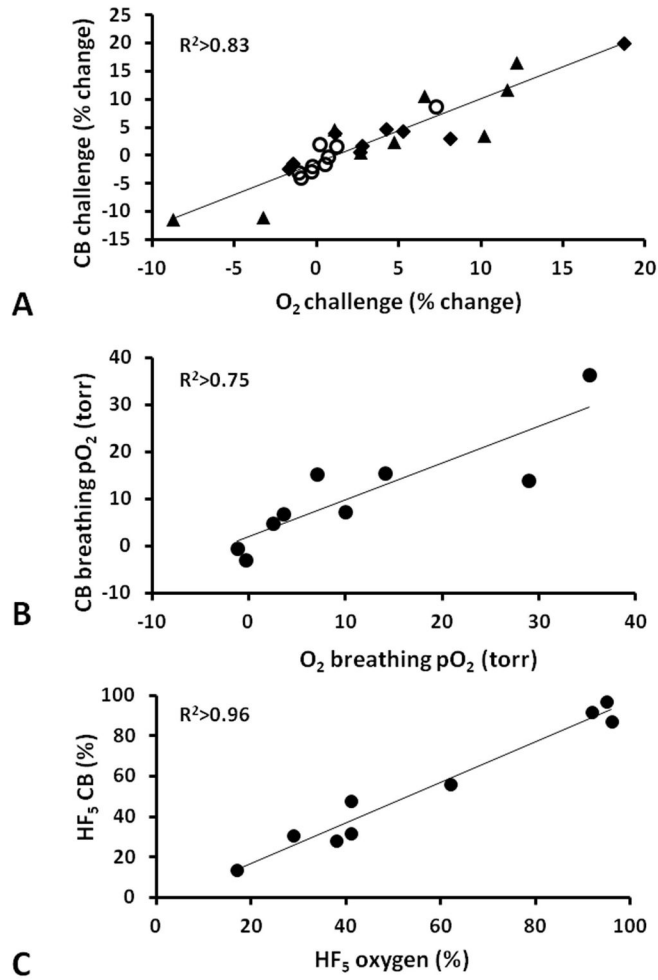 CB challenge (% change)
25
20
15
10
5
0
-5
-10
-15
R²>0.83
-10 -5 0 5 10 15 20
O₂ challenge (% change)
A
CB breathing pO₂ (torr)
40
30
20
10
0
-10
R²>0.75
-10 0 10 20 30 40
O₂ breathing pO₂ (torr)
B
HF₅ CB (%)
100
80
60
40
20
0
R²>0.96
0 20 40 60 80 100
HF₅ oxygen (%)
C